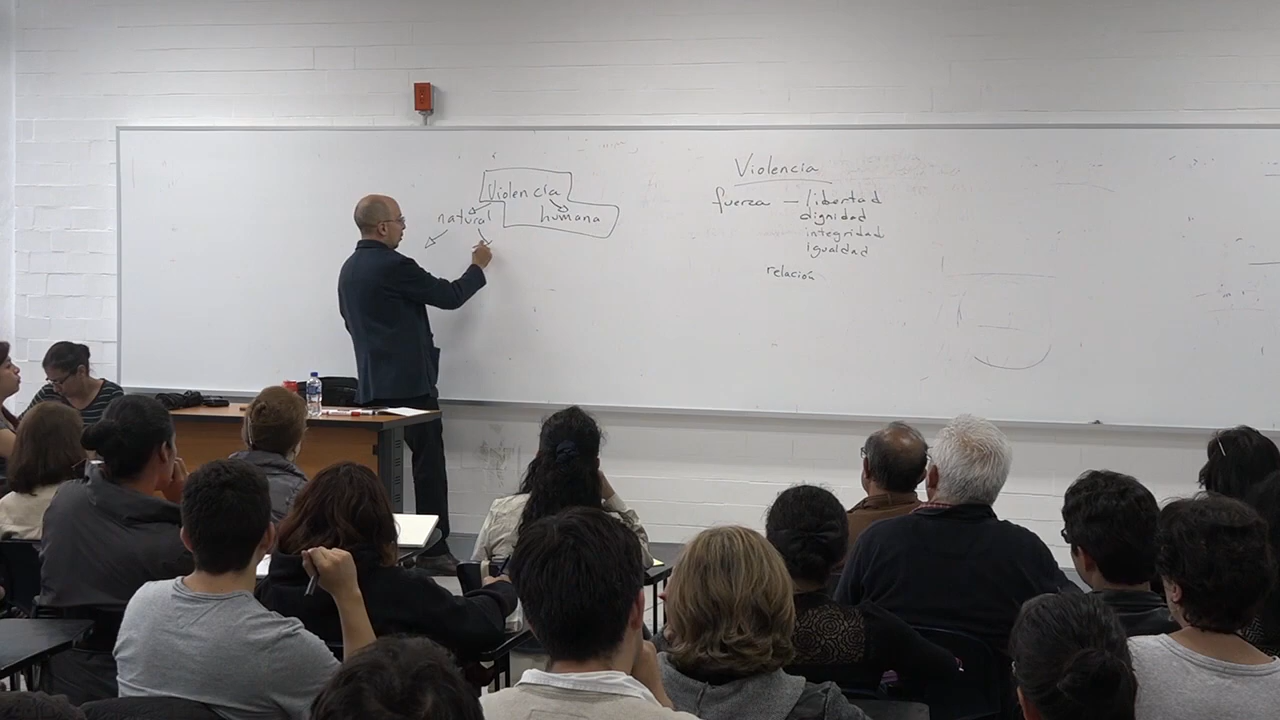 Violencia
natural humana
Violencia
fuerza – libertad
dignidad
integridad
igualdad
relación